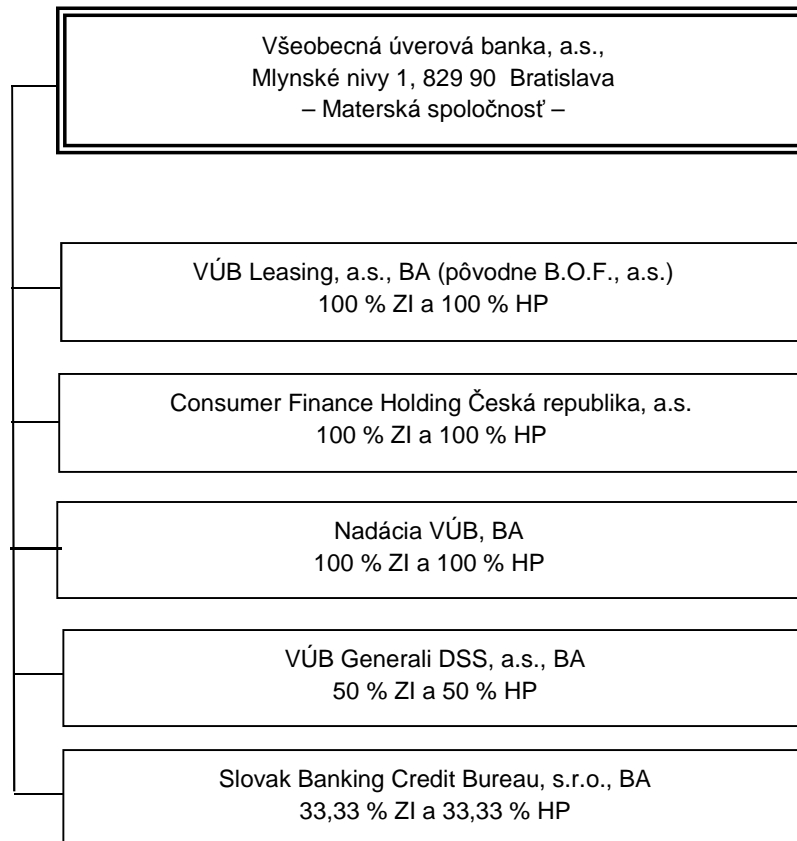 Všeobecná úverová banka, a.s.,
Mlynské nivy 1, 829 90  Bratislava
– Materská spoločnosť –
VÚB Leasing, a.s., BA (pôvodne B.O.F., a.s.)
100 % ZI a 100 % HP
Consumer Finance Holding Česká republika, a.s.
100 % ZI a 100 % HP
Nadácia VÚB, BA
100 % ZI a 100 % HP
VÚB Generali DSS, a.s., BA
50 % ZI a 50 % HP
Slovak Banking Credit Bureau, s.r.o., BA
33,33 % ZI a 33,33 % HP